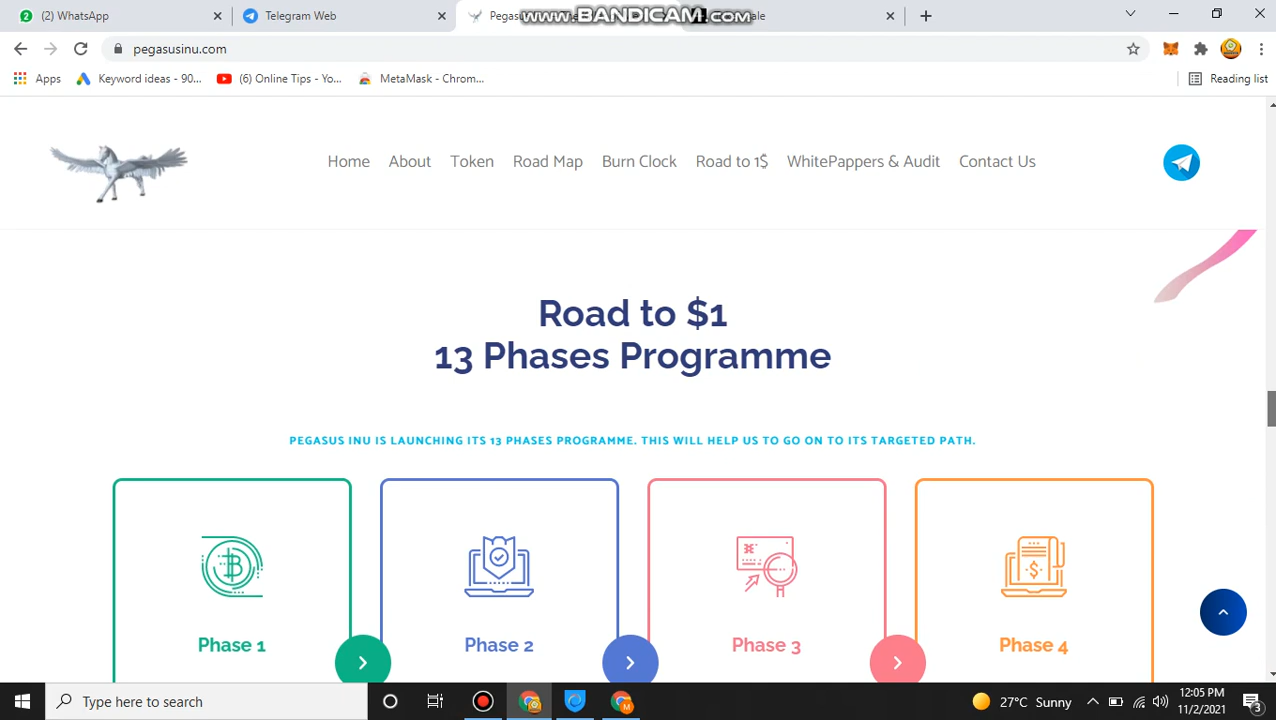 (2) WhatsApp
Telegram Web
Pegas
www.BANDICAM.COM
ale
pegasusinu.com
Apps
Keyword ideas - 90...
(6) Online Tips - Yo...
MetaMask - Chrom...
Reading list
Home
About
Token
Road Map
Burn Clock
Road to 1$
WhitePappers & Audit
Contact Us
Road to $1
13 Phases Programme
PEGASUS INU IS LAUNCHING ITS 13 PHASES PROGRAMME. THIS WILL HELP US TO GO ON TO ITS TARGETED PATH.
Phase 1
Phase 2
Phase 3
Phase 4
Type here to search
27°C Sunny
12:05 PM
11/2/2021
3